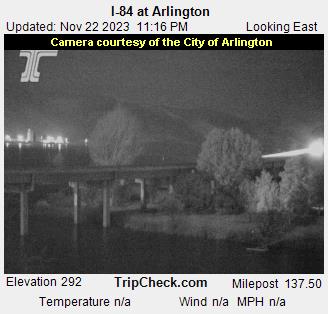 I-84 at Arlington
Updated: Nov 22 2023 11:16 PM Looking East
Camera courtesy of the City of Arlington
Elevation 292 TripCheck.com Milepost 137.50
Temperature n/a Wind n/a MPH n/a